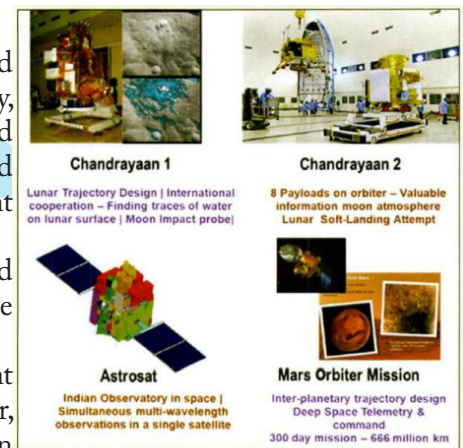 Chandrayaan 1
Lunar Trajectory Design | International
cooperation – Finding traces of water
on lunar surface | Moon Impact probe|
Chandrayaan 2
8 Payloads on orbiter – Valuable
information moon atmosphere
Lunar Soft-Landing Attempt
Astrosat
Indian Observatory in space |
Simultaneous multi-wavelength
observations in a single satellite
Mars Orbiter Mission
Inter-planetary trajectory design
Deep Space Telemetry &
command
300 day mission – 666 million km